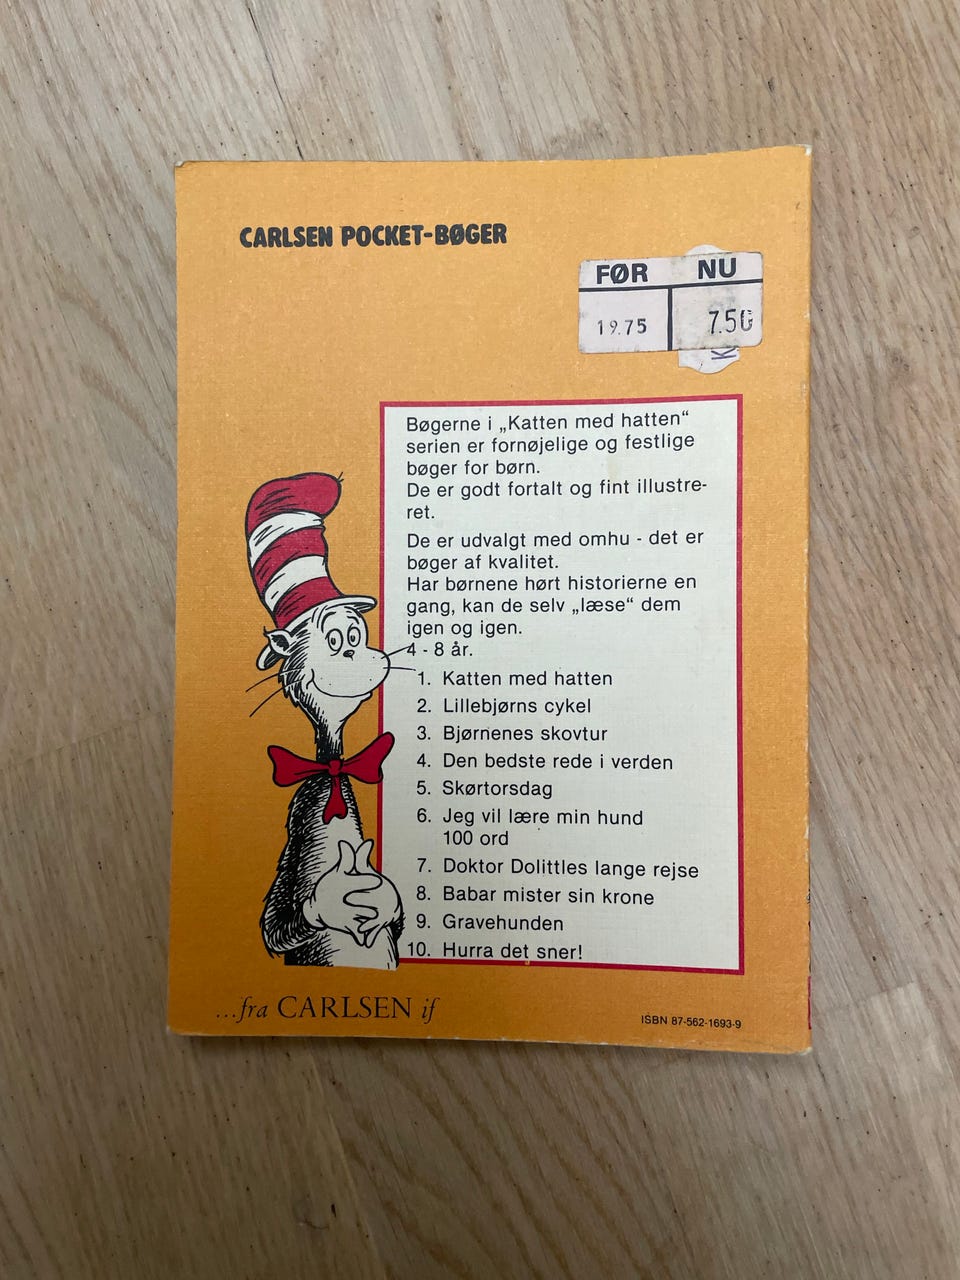 CARLSEN POCKET-BØGER
FØR NU
19.75 7.50
K
Bøgerne i „Katten med hatten“
serien er fornøjelige og festlige
bøger for børn.
De er godt fortalt og fint illustre-
ret.
De er udvalgt med omhu - det er
bøger af kvalitet.
Har børnene hørt historierne en
gang, kan de selv „læse“ dem
igen og igen.
4 - 8 år.
1. Katten med hatten
2. Lillebjørns cykel
3. Bjørnenes skovtur
4. Den bedste rede i verden
5. Skørtorsdag
6. Jeg vil lære min hund
100 ord
7. Doktor Dolittles lange rejse
8. Babar mister sin krone
9. Gravehunden
10. Hurra det sner!
...fra CARLSEN if
ISBN 87-562-1693-9